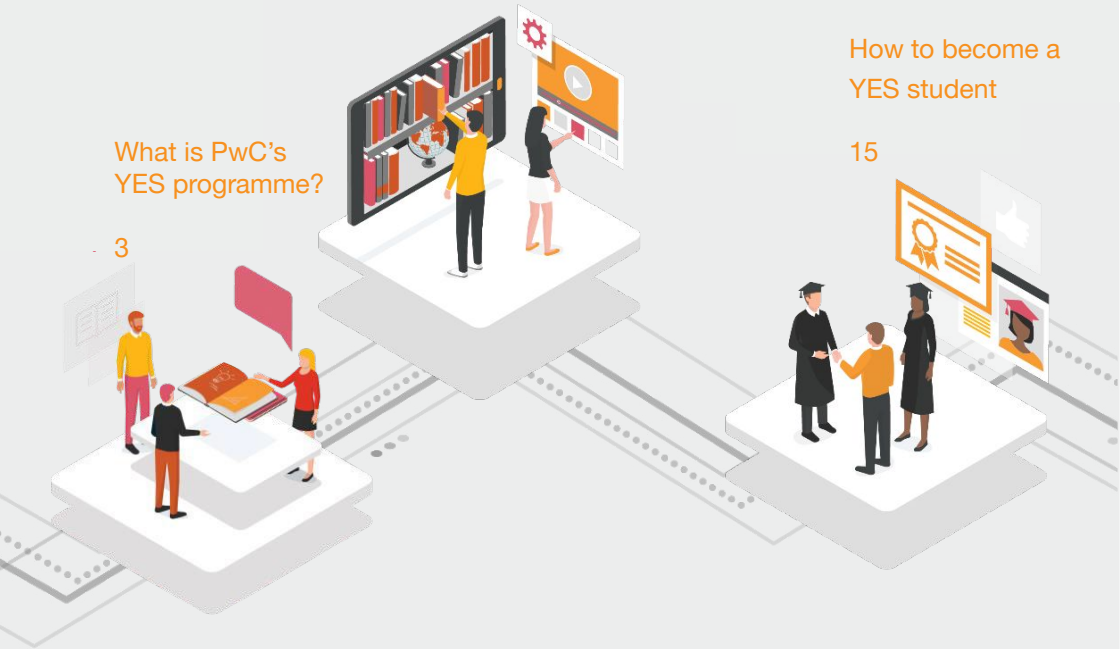 What is PwC's
YES programme?
3
How to become a
YES student
15